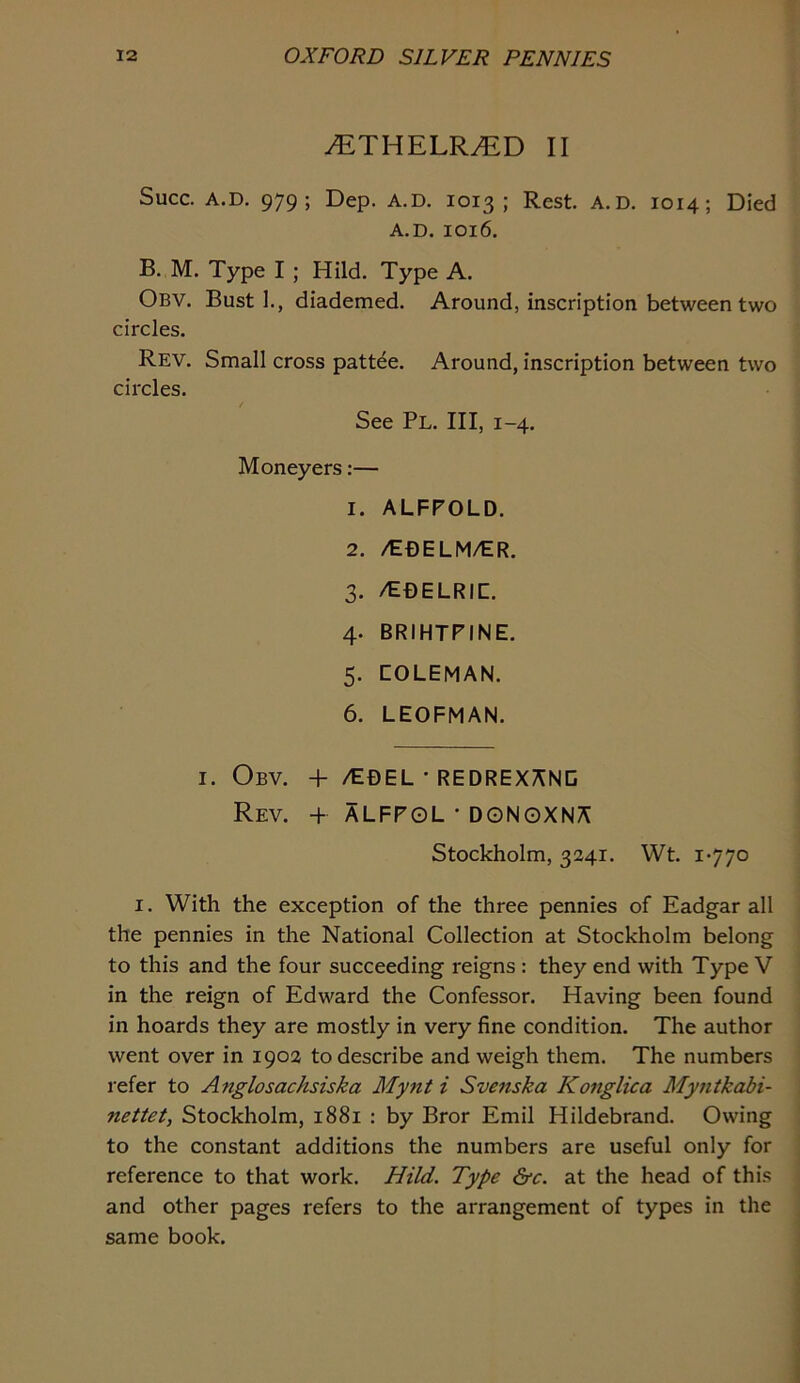 12 OXFORD SILVER PENNIES
ÆTHELRÆD II
Succ. A.D. 979; Dep. A.D. 1013; Rest. A.D. 1014; Died
A.D. 1016.
B. M. Type I; Hild. Type A.
OBV. Bust l., diademed. Around, inscription between two
circles.
REV. Small cross pattée. Around, inscription between two
circles.
See PL. III, 1-4.
Moneyers:—
1. ALFǷOLD.
2. ÆÐELMÆR.
3. ÆÐELRIC.
4. BRIHTǷINE.
5. COLEMAN.
6. LEOFMAN.
1. OBV. + ÆÐEL · REDREXANG
REV. + ĀLFǷOL · DONOXNA
Stockholm, 3241. Wt. 1·770
1. With the exception of the three pennies of Eadgar all
the pennies in the National Collection at Stockholm belong
to this and the four succeeding reigns: they end with Type V
in the reign of Edward the Confessor. Having been found
in hoards they are mostly in very fine condition. The author
went over in 1902 to describe and weigh them. The numbers
refer to Anglosachsiska Mynt i Svenska Konglica Myntkabi-
nettet, Stockholm, 1881: by Bror Emil Hildebrand. Owing
to the constant additions the numbers are useful only for
reference to that work. Hild. Type &c. at the head of this
and other pages refers to the arrangement of types in the
same book.